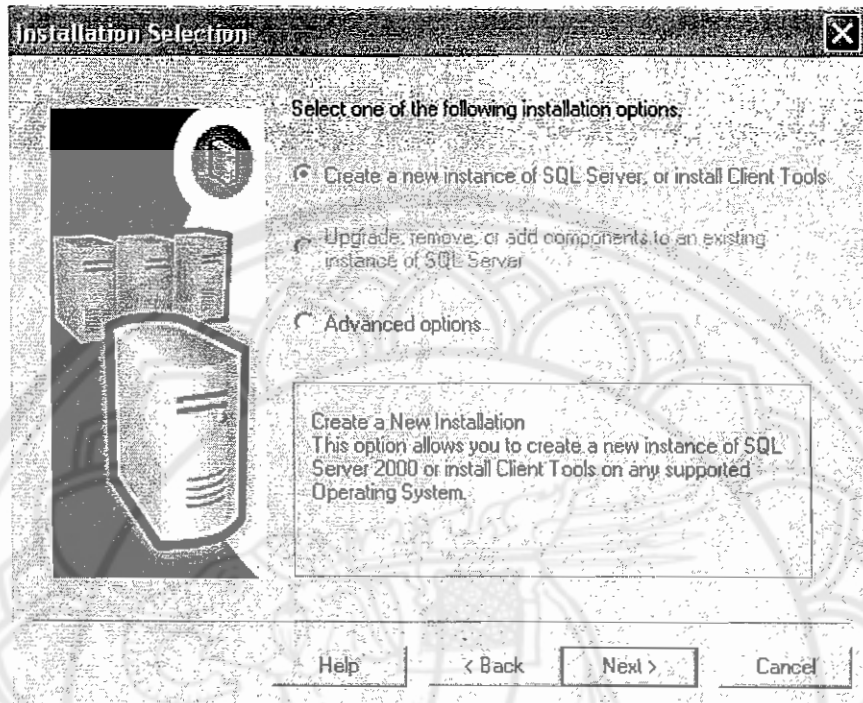 Installation Selection
Select one of the following installation options.
Create a new instance of SQL Server, or install Client Tools
Upgrade, remove, or add components to an existing
instance of SQL Server
Advanced options
Create a New Installation
This option allows you to create a new instance of SQL
Server 2000 or install Client Tools on any supported
Operating System.
Help
< Back
Next >
Cancel